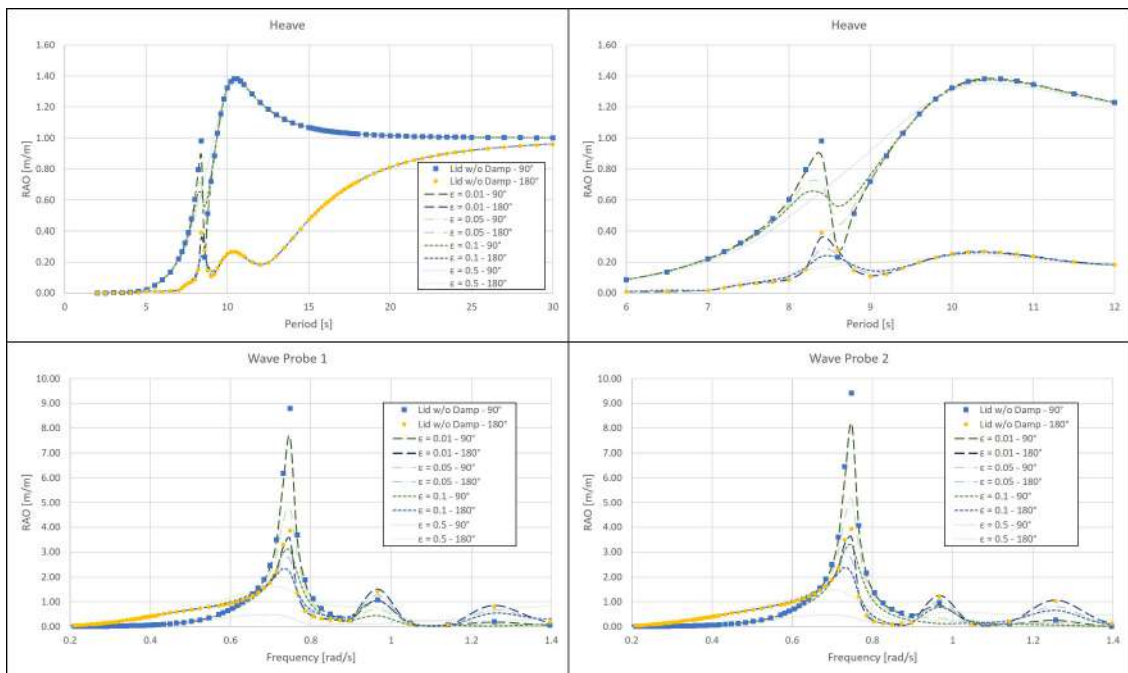 Heave
1.60
1.40
1.20
1.00
0.80
0.60
0.40
0.20
0.00
RAO [m/m]
0 5 10 15 20 25 30
Period [s]
Lid w/o Damp - 90°
Lid w/o Damp - 180°
ε = 0.01 - 90°
ε = 0.01 - 180°
ε = 0.05 - 90°
ε = 0.05 - 180°
ε = 0.1 - 90°
ε = 0.1 - 180°
ε = 0.5 - 90°
ε = 0.5 - 180°
Heave
1.60
1.40
1.20
1.00
0.80
0.60
0.40
0.20
0.00
RAO [m/m]
6 7 8 9 10 11 12
Period [s]
Wave Probe 1
10.00
9.00
8.00
7.00
6.00
5.00
4.00
3.00
2.00
1.00
0.00
RAO [m/m]
0.2 0.4 0.6 0.8 1 1.2 1.4
Frequency [rad/s]
Lid w/o Damp - 90°
Lid w/o Damp - 180°
ε = 0.01 - 90°
ε = 0.01 - 180°
ε = 0.05 - 90°
ε = 0.05 - 180°
ε = 0.1 - 90°
ε = 0.1 - 180°
ε = 0.5 - 90°
ε = 0.5 - 180°
Wave Probe 2
10.00
9.00
8.00
7.00
6.00
5.00
4.00
3.00
2.00
1.00
0.00
RAO [m/m]
0.2 0.4 0.6 0.8 1 1.2 1.4
Frequency [rad/s]
Lid w/o Damp - 90°
Lid w/o Damp - 180°
ε = 0.01 - 90°
ε = 0.01 - 180°
ε = 0.05 - 90°
ε = 0.05 - 180°
ε = 0.1 - 90°
ε = 0.1 - 180°
ε = 0.5 - 90°
ε = 0.5 - 180°